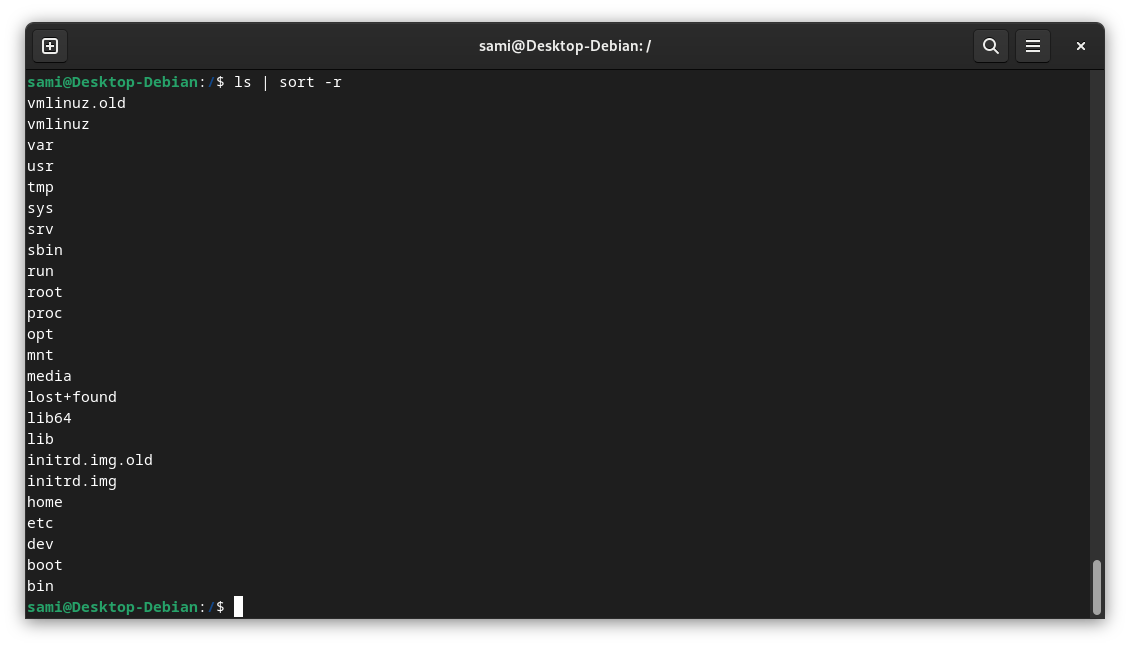 sami@Desktop-Debian: /
sami@Desktop-Debian:/$ ls | sort -r
vmlinuz.old
vmlinuz
var
usr
tmp
sys
srv
sbin
run
root
proc
opt
mnt
media
lost+found
lib64
lib
initrd.img.old
initrd.img
home
etc
dev
boot
bin
sami@Desktop-Debian:/$